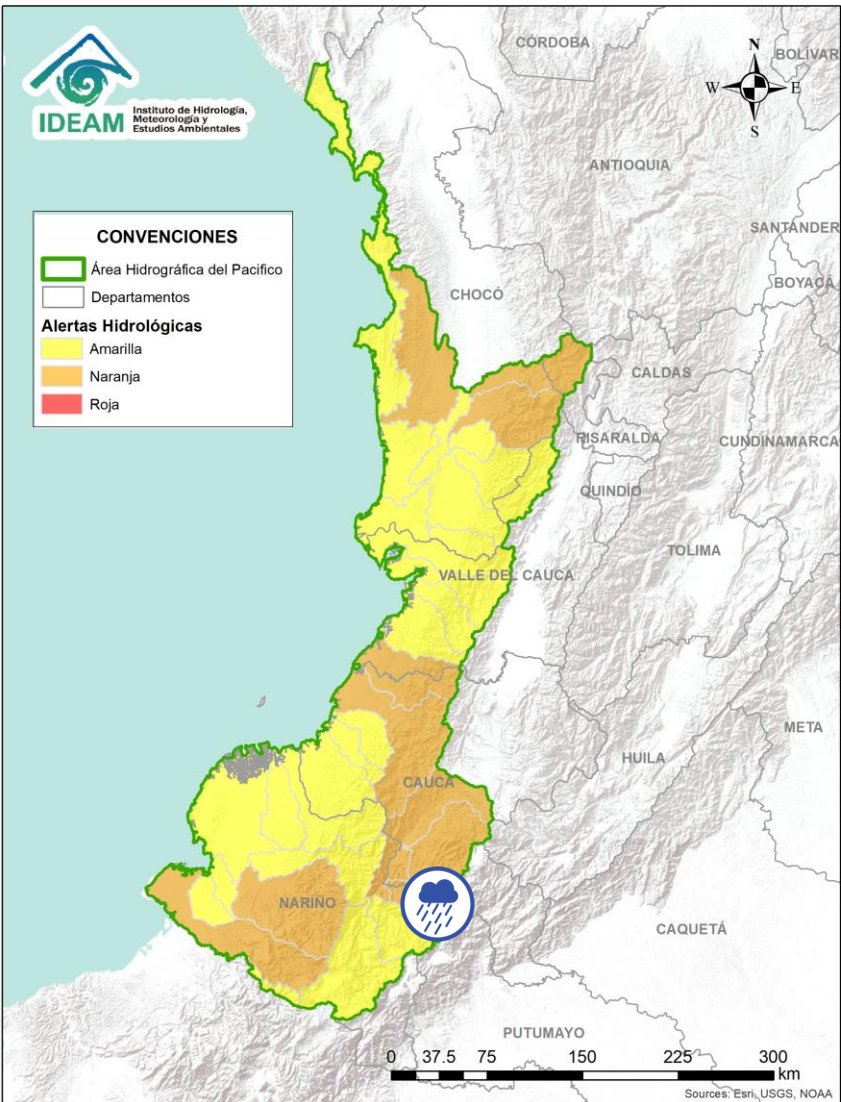 IDEAM
Instituto de Hidrología,
Meteorología y
Estudios Ambientales
N
W
E
S
CONVENCIONES
Área Hidrográfica del Pacifico
Departamentos
Alertas Hidrológicas
Amarilla
Naranja
Roja
CÓRDOBA
BOLÍVAR
ANTIOQUIA
SANTANDER
BOYACÁ
CHOCÓ
CALDAS
RISARALDA
CUNDINAMARCA
QUINDÍO
TOLIMA
VALLE DEL CAUCA
META
HUILA
CAUCA
NARIÑO
CAQUETÁ
PUTUMAYO
0 37.5 75 150 225 300
km
Sources: Esri, USGS, NOAA